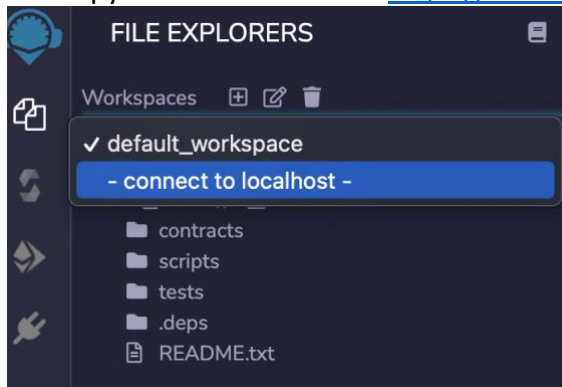 FILE EXPLORERS
Workspaces
✓ default_workspace
- connect to localhost -
contracts
scripts
tests
.deps
README.txt